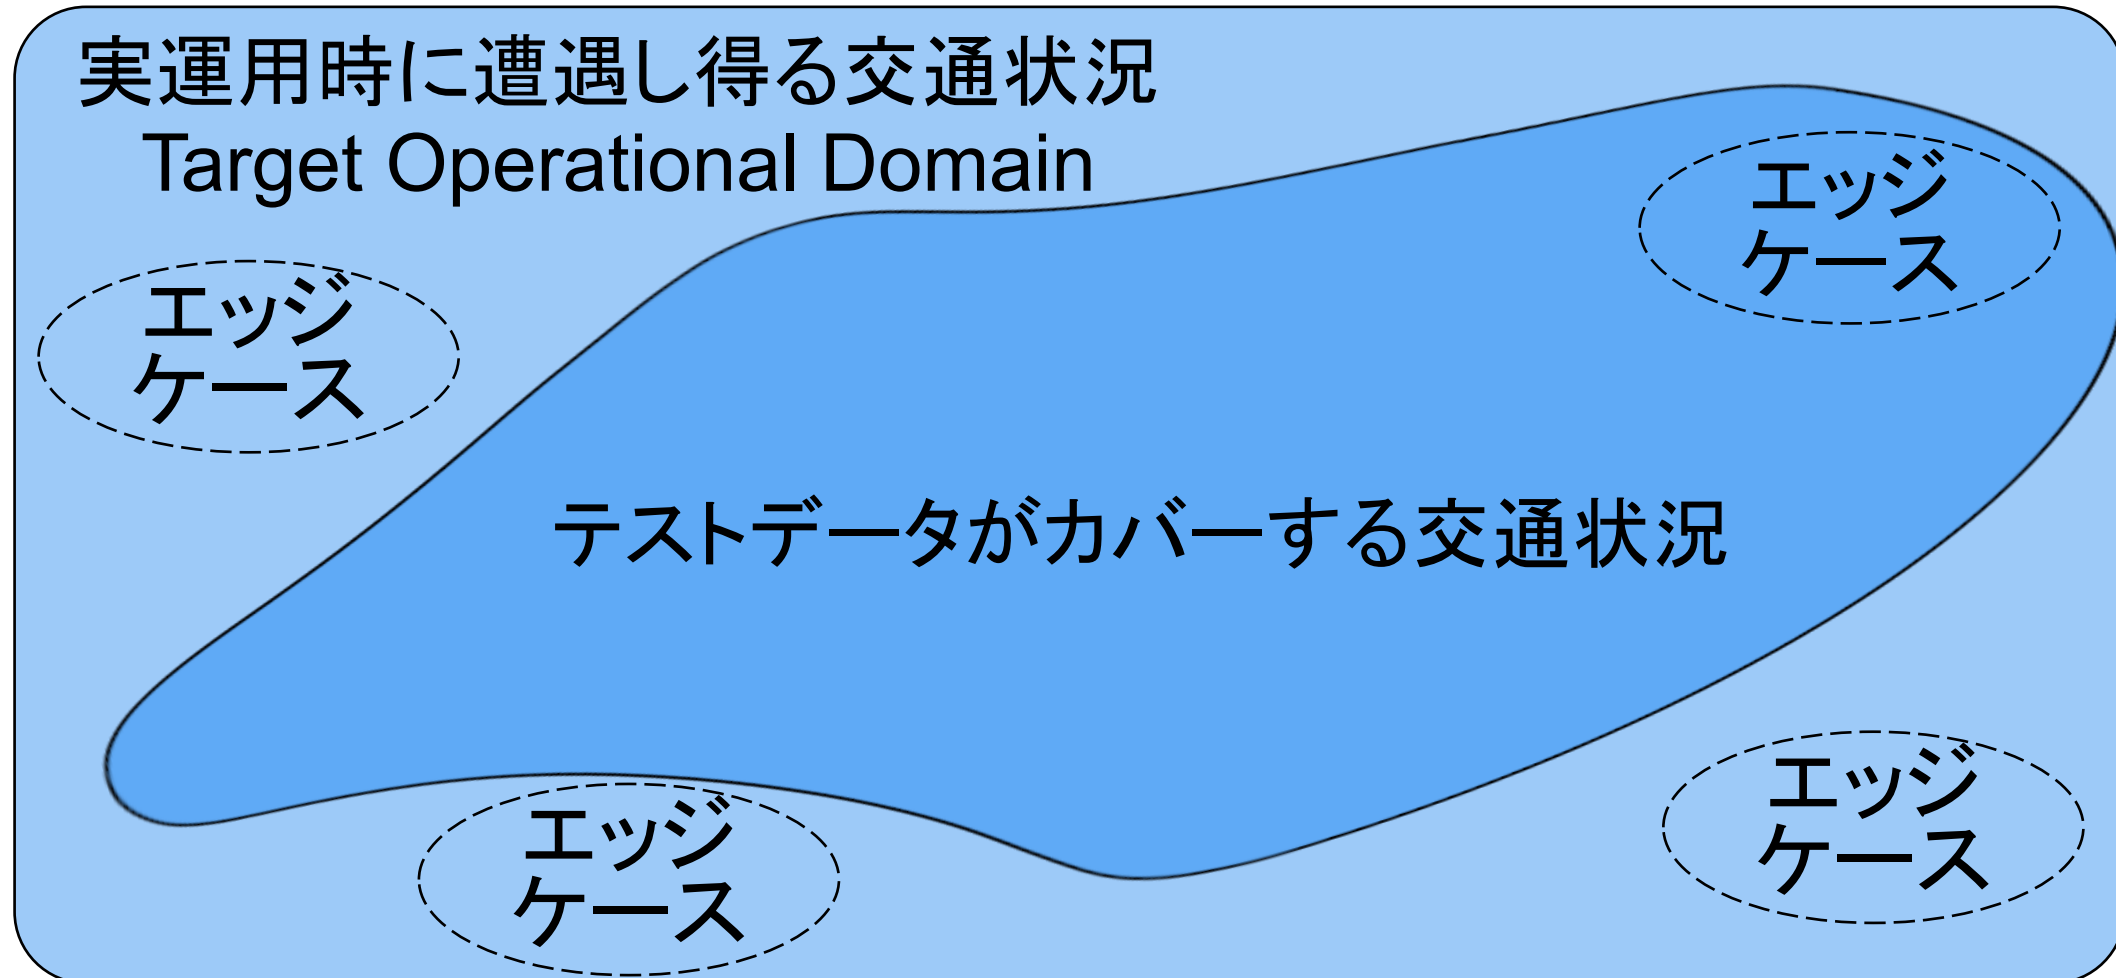 実運用時に遭遇し得る交通状況
Target Operational Domain
エッジ
ケース
エッジ
ケース
テストデータがカバーする交通状況
エッジ
ケース
エッジ
ケース